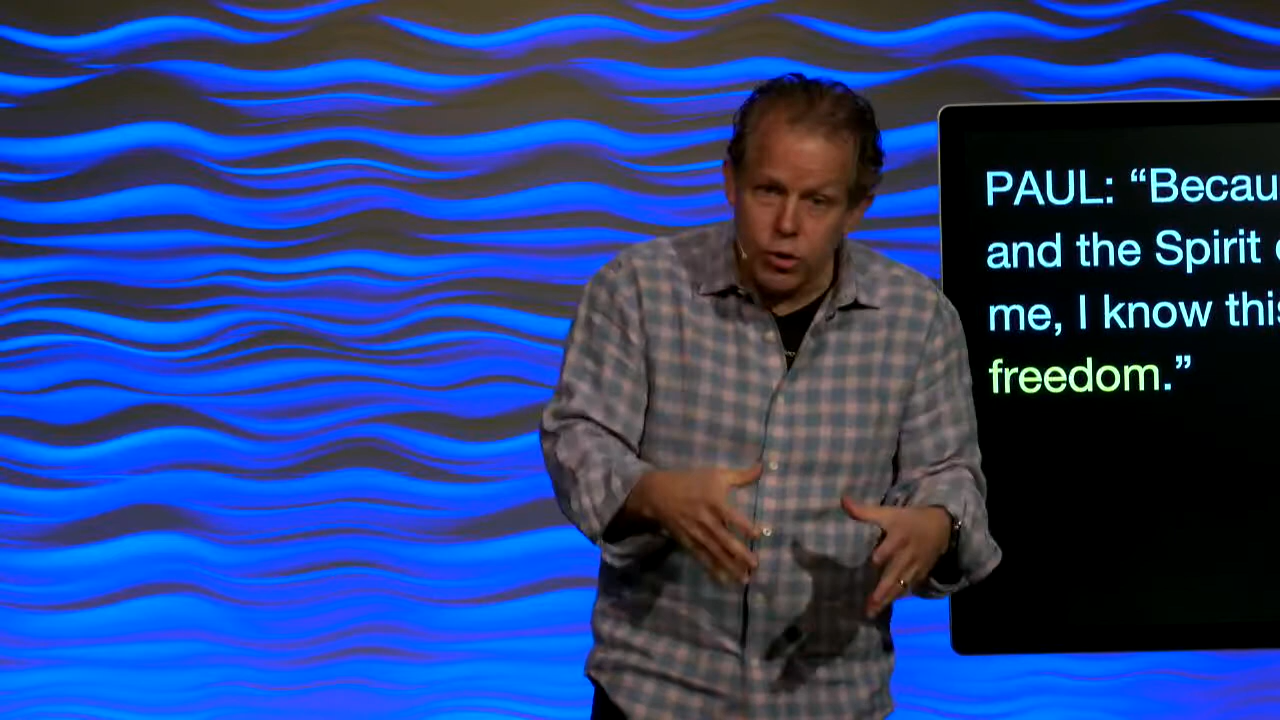 PAUL: “Becau
and the Spirit
me, I know this
freedom.”